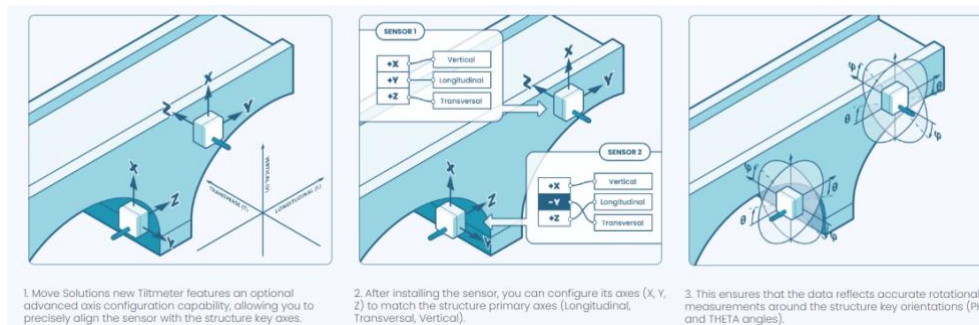 X
Z
Y
X
Z
Y
VERTICAL (V)
TRANSVERSE (T)
LONGITUDINAL (L)
1. Move Solutions new Tiltmeter features an optional
advanced axis configuration capability, allowing you to
precisely align the sensor with the structure key axes.
SENSOR 1
+X Vertical
+Y Longitudinal
+Z Transversal
X
Z
Y
SENSOR 2
+X Vertical
-Y Longitudinal
+Z Transversal
X
Z
Y
2. After installing the sensor, you can configure its axes (X, Y,
Z) to match the structure primary axes (Longitudinal,
Transversal, Vertical).
φ
θ
θ
φ
φ
θ
θ
φ
3. This ensures that the data reflects accurate rotational
measurements around the structure key orientations (PH
and THETA angles).